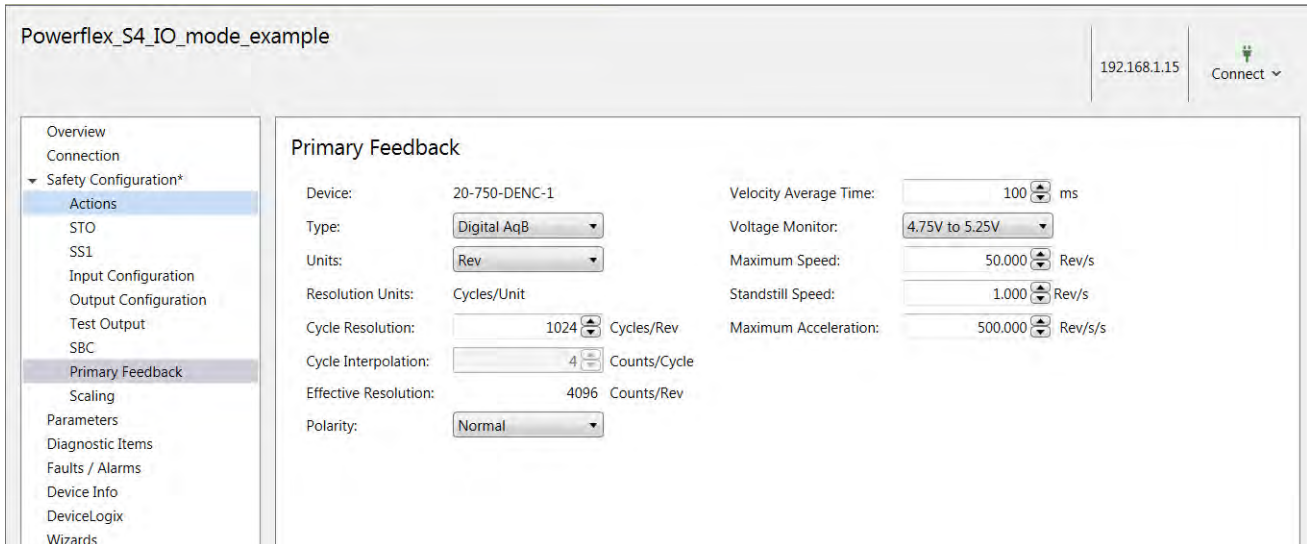 Powerflex_S4_IO_mode_example
192.168.1.15
Connect
Overview
Connection
Safety Configuration*
Actions
STO
SS1
Input Configuration
Output Configuration
Test Output
SBC
Primary Feedback
Scaling
Parameters
Diagnostic Items
Faults / Alarms
Device Info
DeviceLogix
Wizards
Primary Feedback
Device: 20-750-DENC-1
Type: Digital AqB
Units: Rev
Resolution Units: Cycles/Unit
Cycle Resolution: 1024 Cycles/Rev
Cycle Interpolation: 4 Counts/Cycle
Effective Resolution: 4096 Counts/Rev
Polarity: Normal
Velocity Average Time: 100 ms
Voltage Monitor: 4.75V to 5.25V
Maximum Speed: 50.000 Rev/s
Standstill Speed: 1.000 Rev/s
Maximum Acceleration: 500.000 Rev/s/s